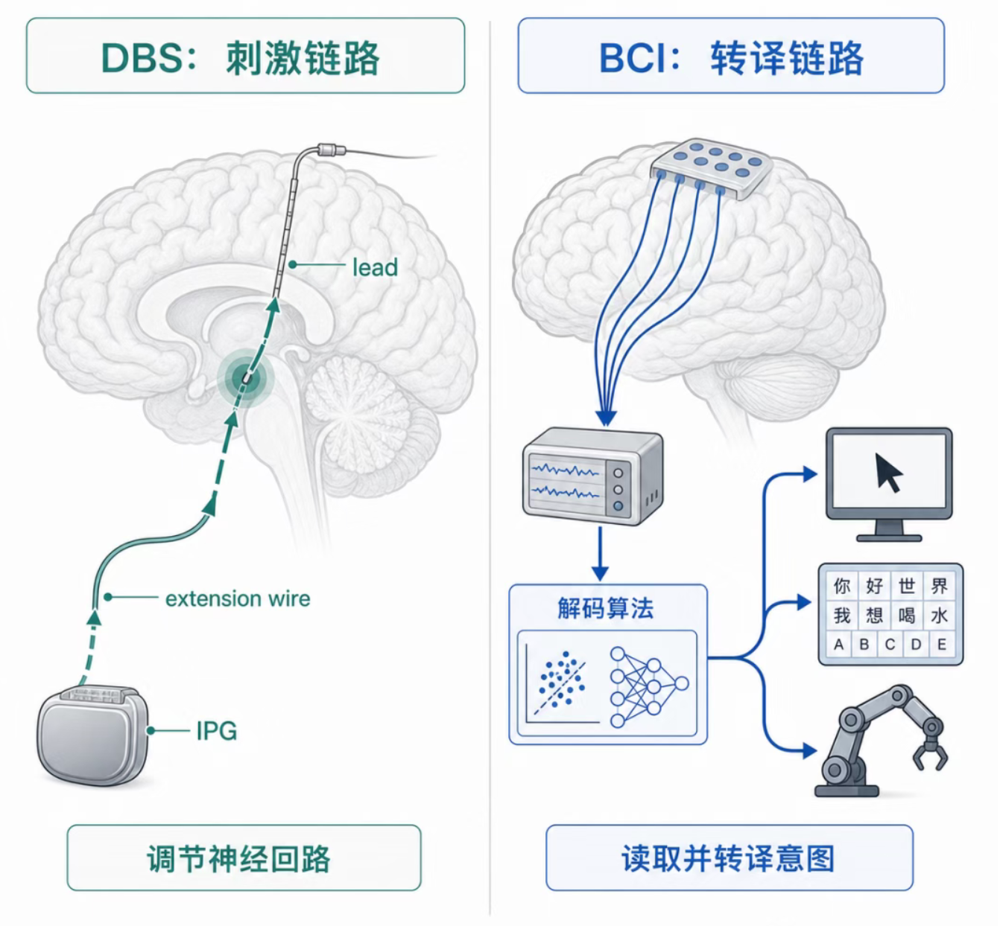 DBS：刺激链路
lead
extension wire
IPG
调节神经回路
BCI：转译链路
解码算法
你 好 世 界
我 想 喝 水
A B C D E
读取并转译意图